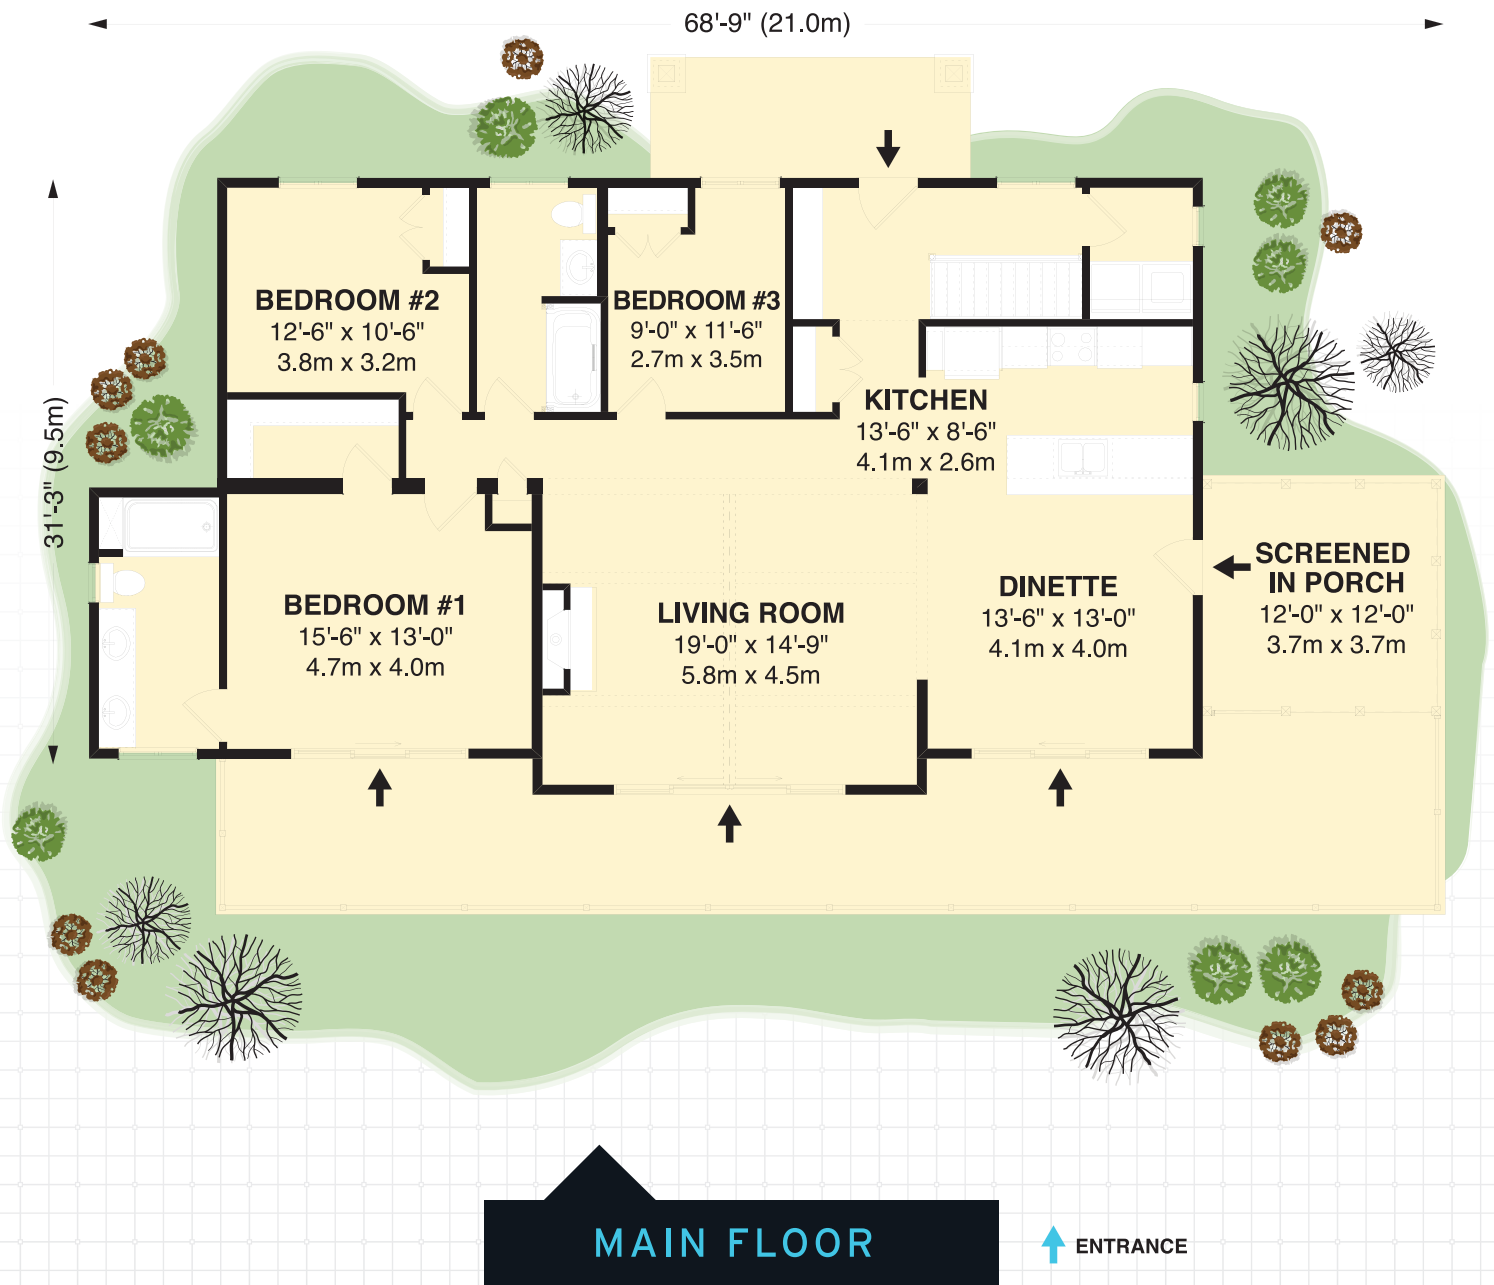 68'-9" (21.0m)
31'-3" (9.5m)
BEDROOM #2
12'-6" x 10'-6"
3.8m x 3.2m
BEDROOM #3
9'-0" x 11'-6"
2.7m x 3.5m
KITCHEN
13'-6" x 8'-6"
4.1m x 2.6m
BEDROOM #1
15'-6" x 13'-0"
4.7m x 4.0m
LIVING ROOM
19'-0" x 14'-9"
5.8m x 4.5m
DINETTE
13'-6" x 13'-0"
4.1m x 4.0m
SCREENED
IN PORCH
12'-0" x 12'-0"
3.7m x 3.7m
MAIN FLOOR
ENTRANCE